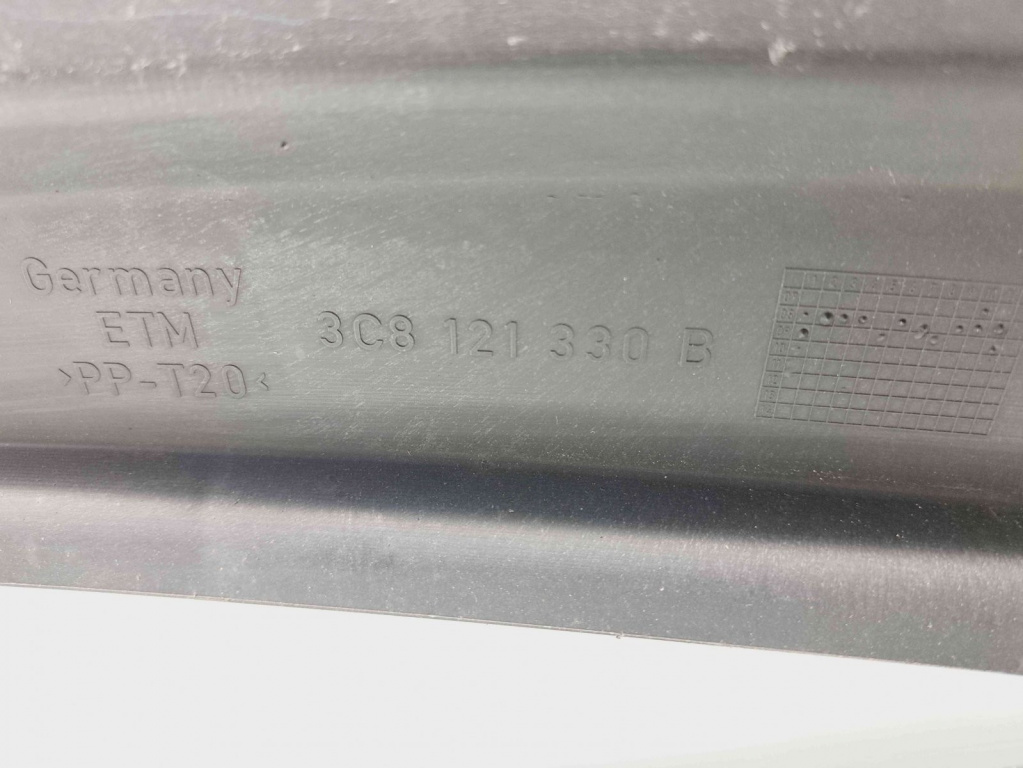 Germany
ETM
>PP-T20<
3C8 121 330 B